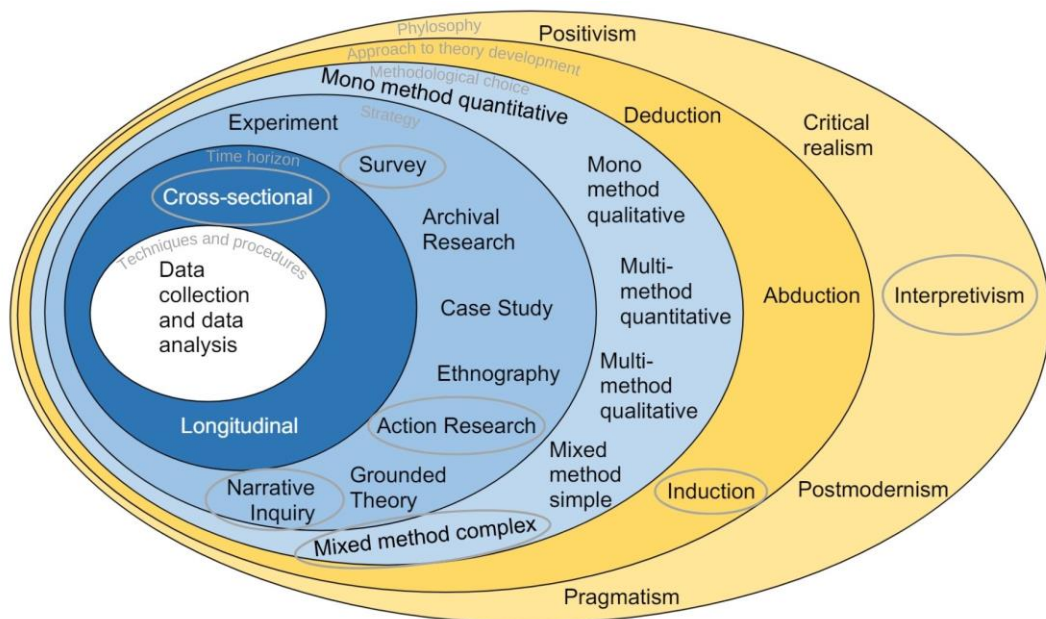 Phylosophy
Positivism
Approach to theory development
Methodological choice
Mono method quantitative
Deduction
Critical
realism
Strategy
Experiment
Survey
Mono
method
qualitative
Time horizon
Cross-sectional
Archival
Research
Techniques and procedures
Data
collection
and data
analysis
Case Study
Multi-
method
quantitative
Abduction
Interpretivism
Ethnography
Multi-
method
qualitative
Longitudinal
Action Research
Mixed
method
simple
Narrative
Inquiry
Grounded
Theory
Induction
Postmodernism
Mixed method complex
Pragmatism